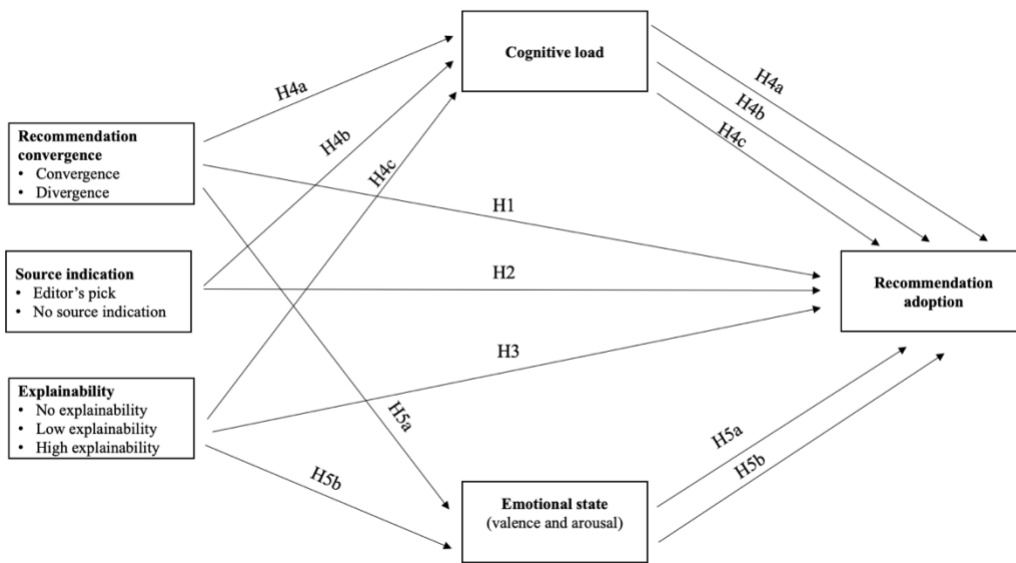 Cognitive load
H4a
H4b
H4c
H4a
H4b
H4c
Recommendation
convergence
• Convergence
• Divergence
H1
Source indication
• Editor's pick
• No source indication
H2
Recommendation
adoption
H3
Explainability
• No explainability
• Low explainability
• High explainability
H5a
H5b
H5a
H5b
Emotional state
(valence and arousal)